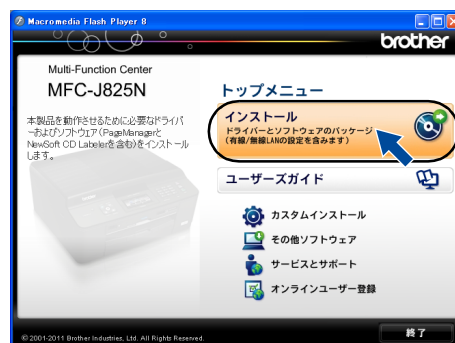 Macromedia Flash Player 8
brother
Multi-Function Center
MFC-J825N
本製品を動作させるために必要なドライバ
ーおよびソフトウェア(PageManagerと
NewSoft CD Labelerを含む)をインストール
します。
トップメニュー
インストール
ドライバーとソフトウェアのパッケージ
(有線/無線LANの設定を含みます)
ユーザーズガイド
カスタムインストール
その他ソフトウェア
サービスとサポート
オンラインユーザー登録
© 2001-2011 Brother Industries, Ltd. All Rights Reserved.
終了